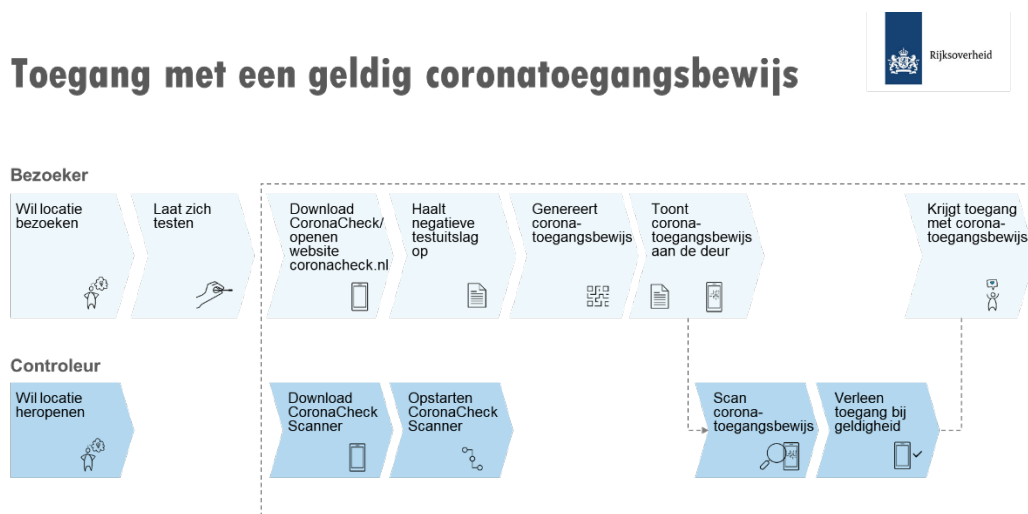 Toegang met een geldig coronatoegangsbewijs
Rijksoverheid
Bezoeker
Wil locatie
bezoeken
Laat zich
testen
Download
CoronaCheck/
openen
website
coronacheck.nl
Haalt
negatieve
testuitslag
op
Genereert
corona-
toegangsbewijs
Toont
corona-
toegangsbewijs
aan de deur
Krijgt toegang
met corona-
toegangsbewijs
Controleur
Wil locatie
heropenen
Download
CoronaCheck
Scanner
Opstarten
CoronaCheck
Scanner
Scan
corona-
toegangsbewijs
Verleen
toegang bij
geldigheid